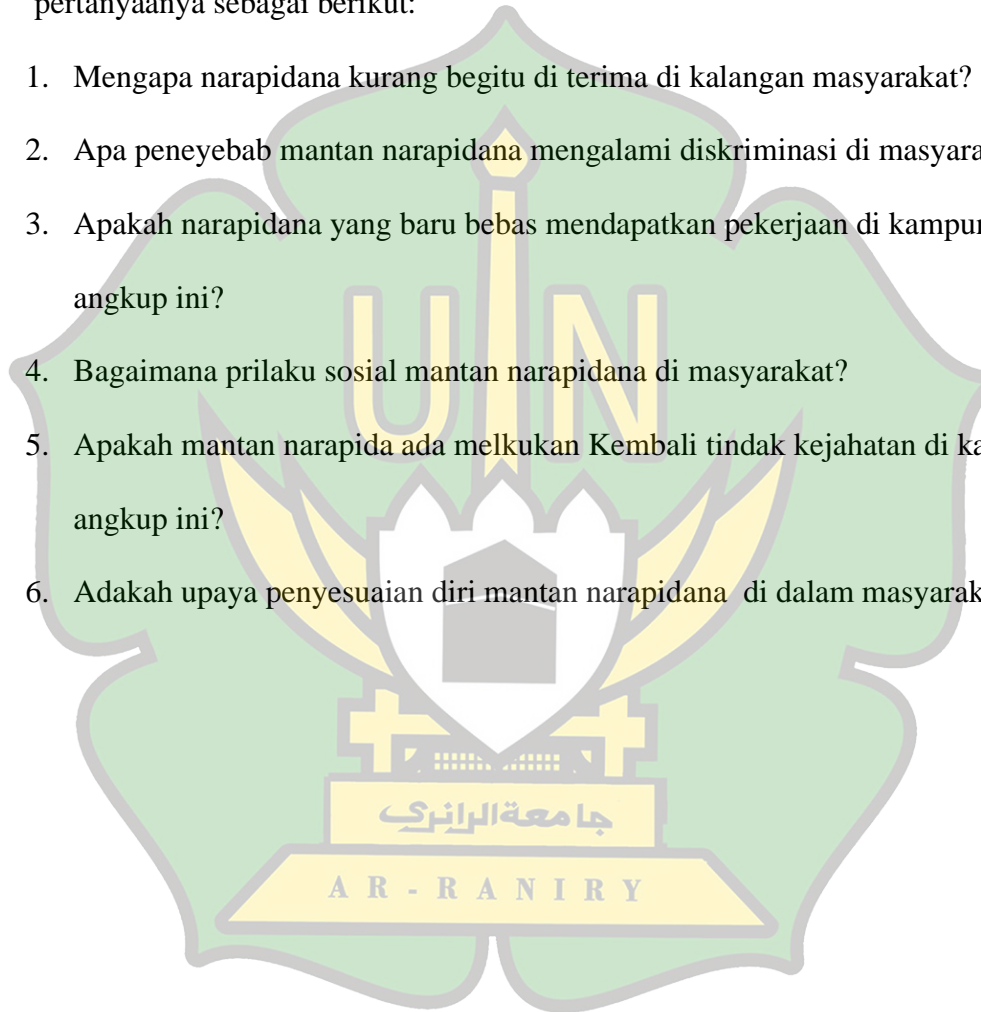 pertanyaanya sebagai berikut:
1. Mengapa narapidana kurang begitu di terima di kalangan masyarakat?
2. Apa peneyebab mantan narapidana mengalami diskriminasi di masyara
3. Apakah narapidana yang baru bebas mendapatkan pekerjaan di kampun
angkup ini?
4. Bagaimana prilaku sosial mantan narapidana di masyarakat?
5. Apakah mantan narapida ada melkukan Kembali tindak kejahatan di ka
angkup ini?
6. Adakah upaya penyesuaian diri mantan narapidana di dalam masyarak
UIN
جامعةالرانري
AR-RANIRY